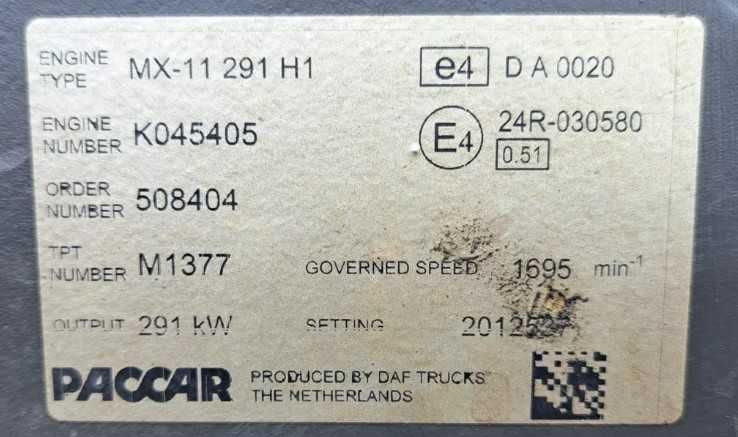 ENGINE TYPE MX-11 291 H1 e4 D A 0020
ENGINE NUMBER K045405 E4 24R-030580
0.51
ORDER NUMBER 508404
TPT NUMBER M1377 GOVERNED SPEED 1695 min-1
OUTPUT 291 kW SETTING
PACCAR PRODUCED BY DAF TRUCKS
THE NETHERLANDS